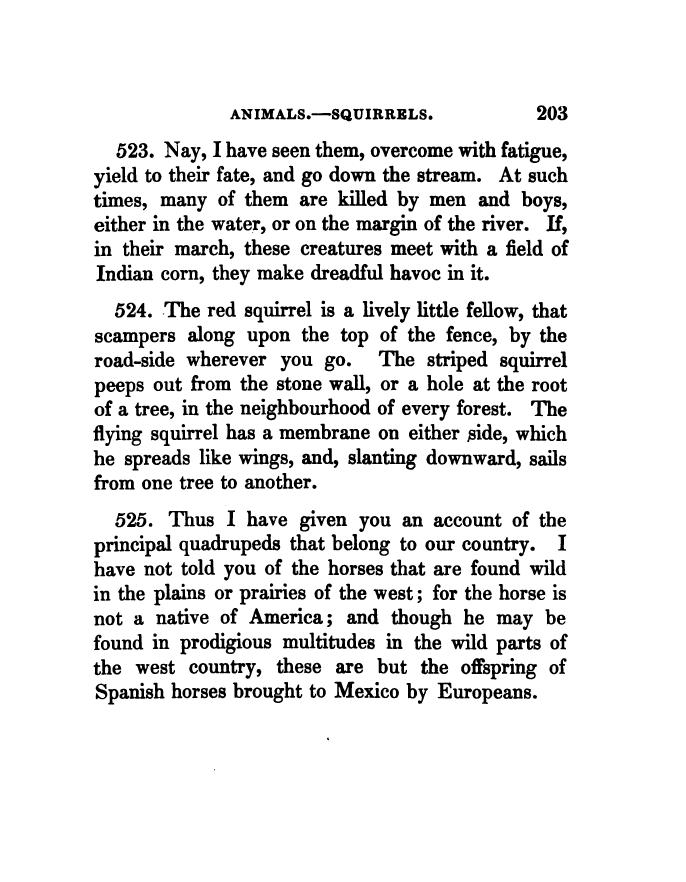 ANIMALS.—SQUIRRELS. 203
523. Nay, I have seen them, overcome with fatigue,
yield to their fate, and go down the stream. At such
times, many of them are killed by men and boys,
either in the water, or on the margin of the river. If,
in their march, these creatures meet with a field of
Indian corn, they make dreadful havoc in it.
524. The red squirrel is a lively little fellow, that
scampers along upon the top of the fence, by the
road-side wherever you go. The striped squirrel
peeps out from the stone wall, or a hole at the root
of a tree, in the neighbourhood of every forest. The
flying squirrel has a membrane on either side, which
he spreads like wings, and, slanting downward, sails
from one tree to another.
525. Thus I have given you an account of the
principal quadrupeds that belong to our country. I
have not told you of the horses that are found wild
in the plains or prairies of the west; for the horse is
not a native of America; and though he may be
found in prodigious multitudes in the wild parts of
the west country, these are but the offspring of
Spanish horses brought to Mexico by Europeans.